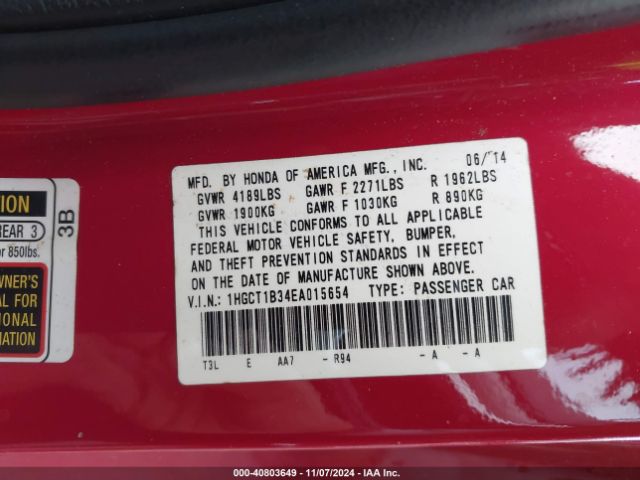 MFD. BY HONDA OF AMERICA MFG., INC. 06/14
GVWR 4189LBS GAWR F 2271LBS R 1962LBS
GVWR 1900KG GAWR F 1030KG R 890KG
THIS VEHICLE CONFORMS TO ALL APPLICABLE
FEDERAL MOTOR VEHICLE SAFETY, BUMPER,
AND THEFT PREVENTION STANDARDS IN EFFECT
ON THE DATE OF MANUFACTURE SHOWN ABOVE.
V.I.N.: 1HGCT1B34EA015654 TYPE: PASSENGER CAR
T3L E AA7 -R94 -A -A
TION
REAR 3
or 850lbs.
WNER'S
AL FOR
IONAL
MATION
3B
000-40803649 - 11/07/2024 - IAA Inc.